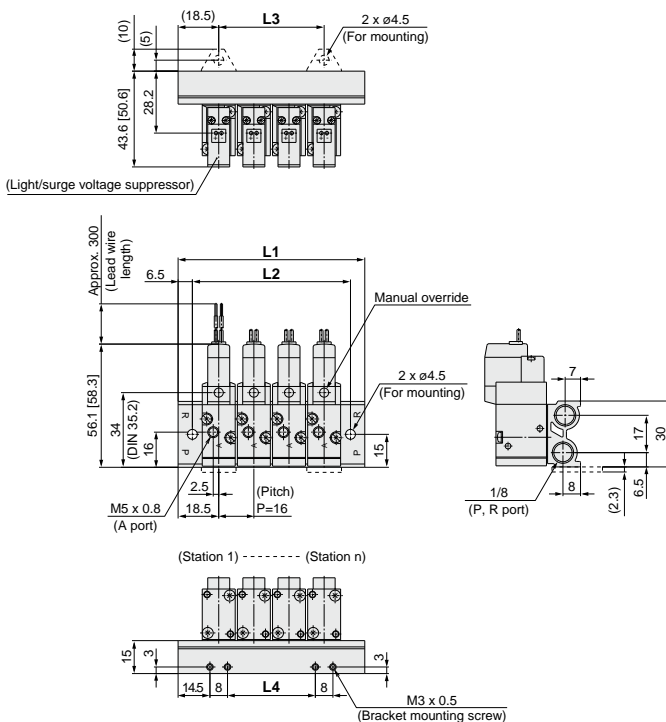 (18.5)
L3
2 x ø4.5
(For mounting)
(10)
(5)
43.6 [50.6]
28.2
(Light/surge voltage suppressor)
Approx. 300
(Lead wire
length)
L1
6.5
L2
Manual override
2 x ø4.5
(For mounting)
56.1 [58.3]
34
(DIN 35.2)
16
R
P
A
A
A
A
R
P
15
2.5
(Pitch)
M5 x 0.8
(A port)
18.5
P=16
7
17
30
6.5
(2.3)
1/8
(P, R port)
8
(Station 1) ------- (Station n)
15
3
3
14.5
8
L4
8
M3 x 0.5
(Bracket mounting screw)